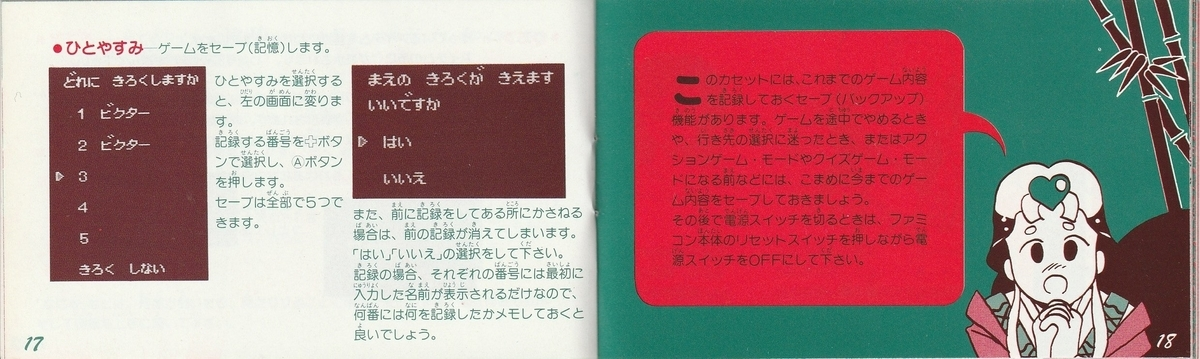 ●ひとやすみ ゲームをセーブ(記憶)します。
どれに きろくしますか
1 ビクター
2 ビクター
3
4
5
きろく しない
ひとやすみを選択する
と、左の画面に変りま
す。
記録する番号を✚ボタ
ンで選択し、Ⓐボタン
を押します。
セーブは全部で5つで
きます。
まえの きろくが きえます
いいですか
はい
いいえ
また、前に記録をしてある所にかさねる
場合は、前の記録が消えてしまいます。
「はい」「いいえ」の選択をして下さい。
記録の場合、それぞれの番号には最初に
入力した名前が表示されるだけなので、
何番には何を記録したかメモしておくと
良いでしょう。
17
このカセットには、これまでのゲーム内容
を記録しておくセーブ(バックアップ)
機能があります。ゲームを途中でやめるとき
や、行き先の選択に迷ったとき、またはアク
ションゲーム・モードやクイズゲーム・モー
ドになる前などには、こまめに今までのゲー
ム内容をセーブしておきましょう。
その後で電源スイッチを切るときは、ファミ
コン本体のリセットスイッチを押しながら電
源スイッチをOFFにして下さい。
18